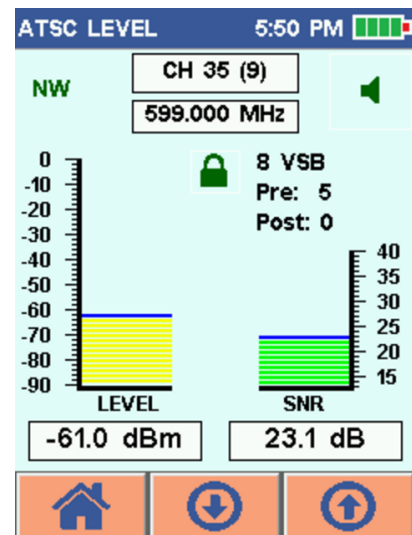 ATSC LEVEL 5:50 PM
NW
CH 35 (9)
599.000 MHz
8 VSB
Pre: 5
Post: 0
0
-10
-20
-30
-40
-50
-60
-70
-80
-90
40
35
30
25
20
15
LEVEL
SNR
-61.0 dBm
23.1 dB